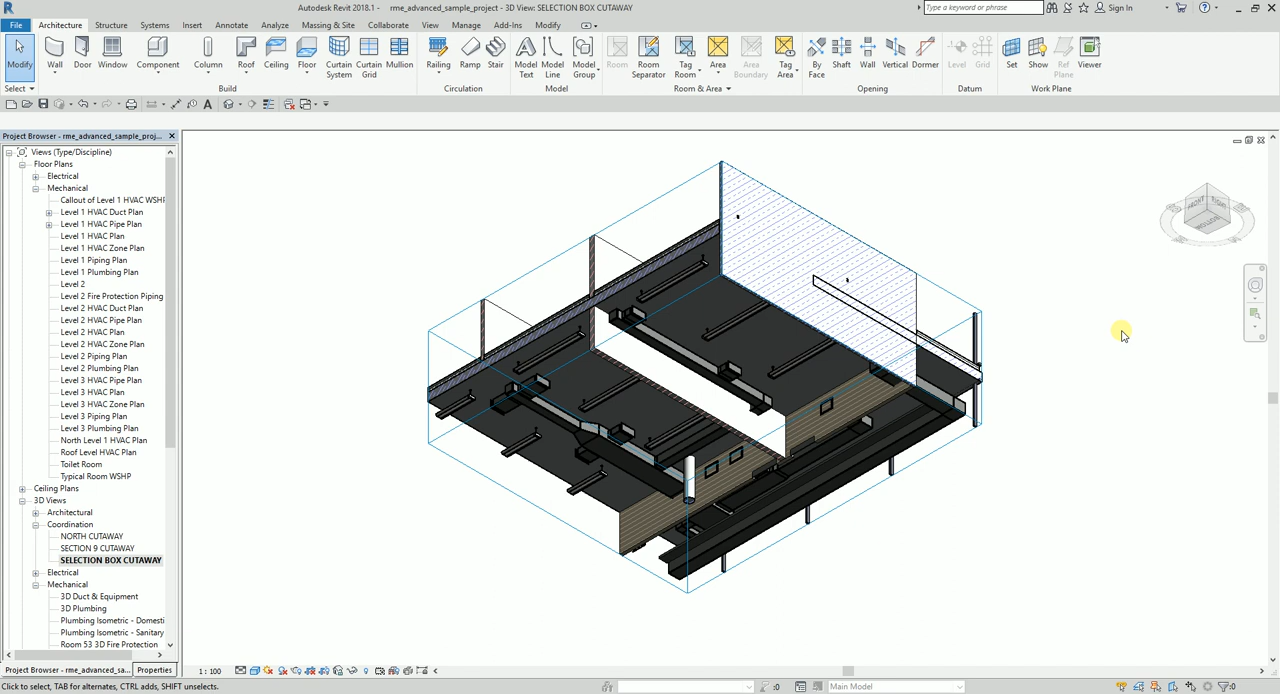 Autodesk Revit 2018.1 - rme_advanced_sample_project - 3D View: SELECTION BOX CUTAWAY
Type a keyword or phrase
Sign In
File Architecture Structure Systems Insert Annotate Analyze Massing & Site Collaborate View Manage Add-Ins Modify
Modify Wall Door Window Component Column Roof Ceiling Floor Curtain System Curtain Grid Mullion Railing Ramp Stair Model Text Model Line Model Group Room Room Separator Tag Room Area Area Boundary Tag Area By Face Shaft Wall Vertical Dormer Level Grid Set Show Ref Plane Viewer
Select Build Circulation Model Room & Area Opening Datum Work Plane
Project Browser - rme_advanced_sample_proj...
Views (Type/Discipline)
Floor Plans
Electrical
Mechanical
Callout of Level 1 HVAC WSHP
Level 1 HVAC Duct Plan
Level 1 HVAC Pipe Plan
Level 1 HVAC Plan
Level 1 HVAC Zone Plan
Level 1 Piping Plan
Level 1 Plumbing Plan
Level 2
Level 2 Fire Protection Piping
Level 2 HVAC Duct Plan
Level 2 HVAC Pipe Plan
Level 2 HVAC Plan
Level 2 HVAC Zone Plan
Level 2 Piping Plan
Level 2 Plumbing Plan
Level 3 HVAC Pipe Plan
Level 3 HVAC Plan
Level 3 HVAC Zone Plan
Level 3 Piping Plan
Level 3 Plumbing Plan
North Level 1 HVAC Plan
Roof Level HVAC Plan
Toilet Room
Typical Room WSHP
Ceiling Plans
3D Views
Architectural
Coordination
NORTH CUTAWAY
SECTION 9 CUTAWAY
SELECTION BOX CUTAWAY
Electrical
Mechanical
3D Duct & Equipment
3D Plumbing
Plumbing Isometric - Domesti
Plumbing Isometric - Sanitary
Room 53 3D Fire Protection
FRONT RIGHT
BOTTOM
Project Browser - rme_advanced_sa... Properties
1 : 100
Click to select, TAB for alternates, CTRL adds, SHIFT unselects.
:0
Main Model
:0